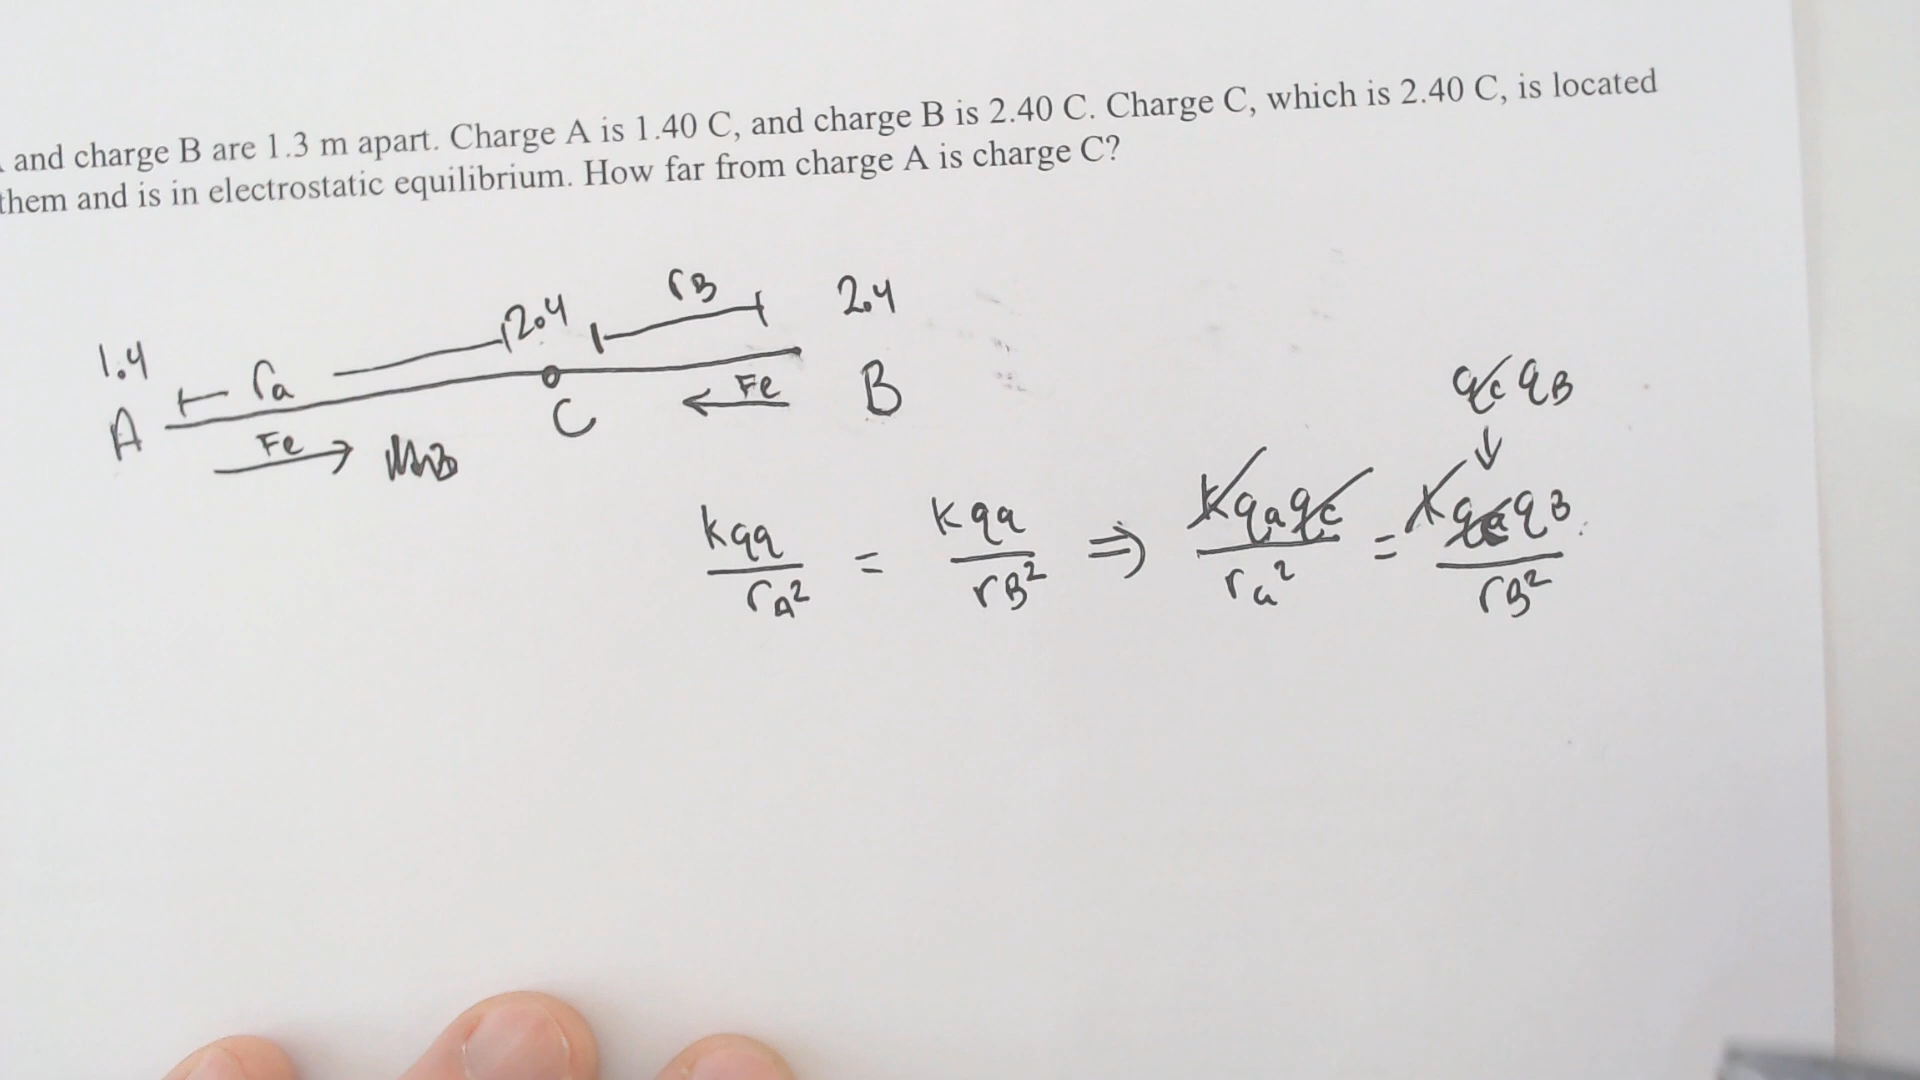 and charge B are 1.3 m apart. Charge A is 1.40 C, and charge B is 2.40 C. Charge C, which is 2.40 C, is located
them and is in electrostatic equilibrium. How far from charge A is charge C?
1.4 ra 2.4 rB 2.4
A Fe C Fe B
qc qB
kqq/rA² = kqq/rB² ⇒ kqaqc/ra² = kqcqB/rB²